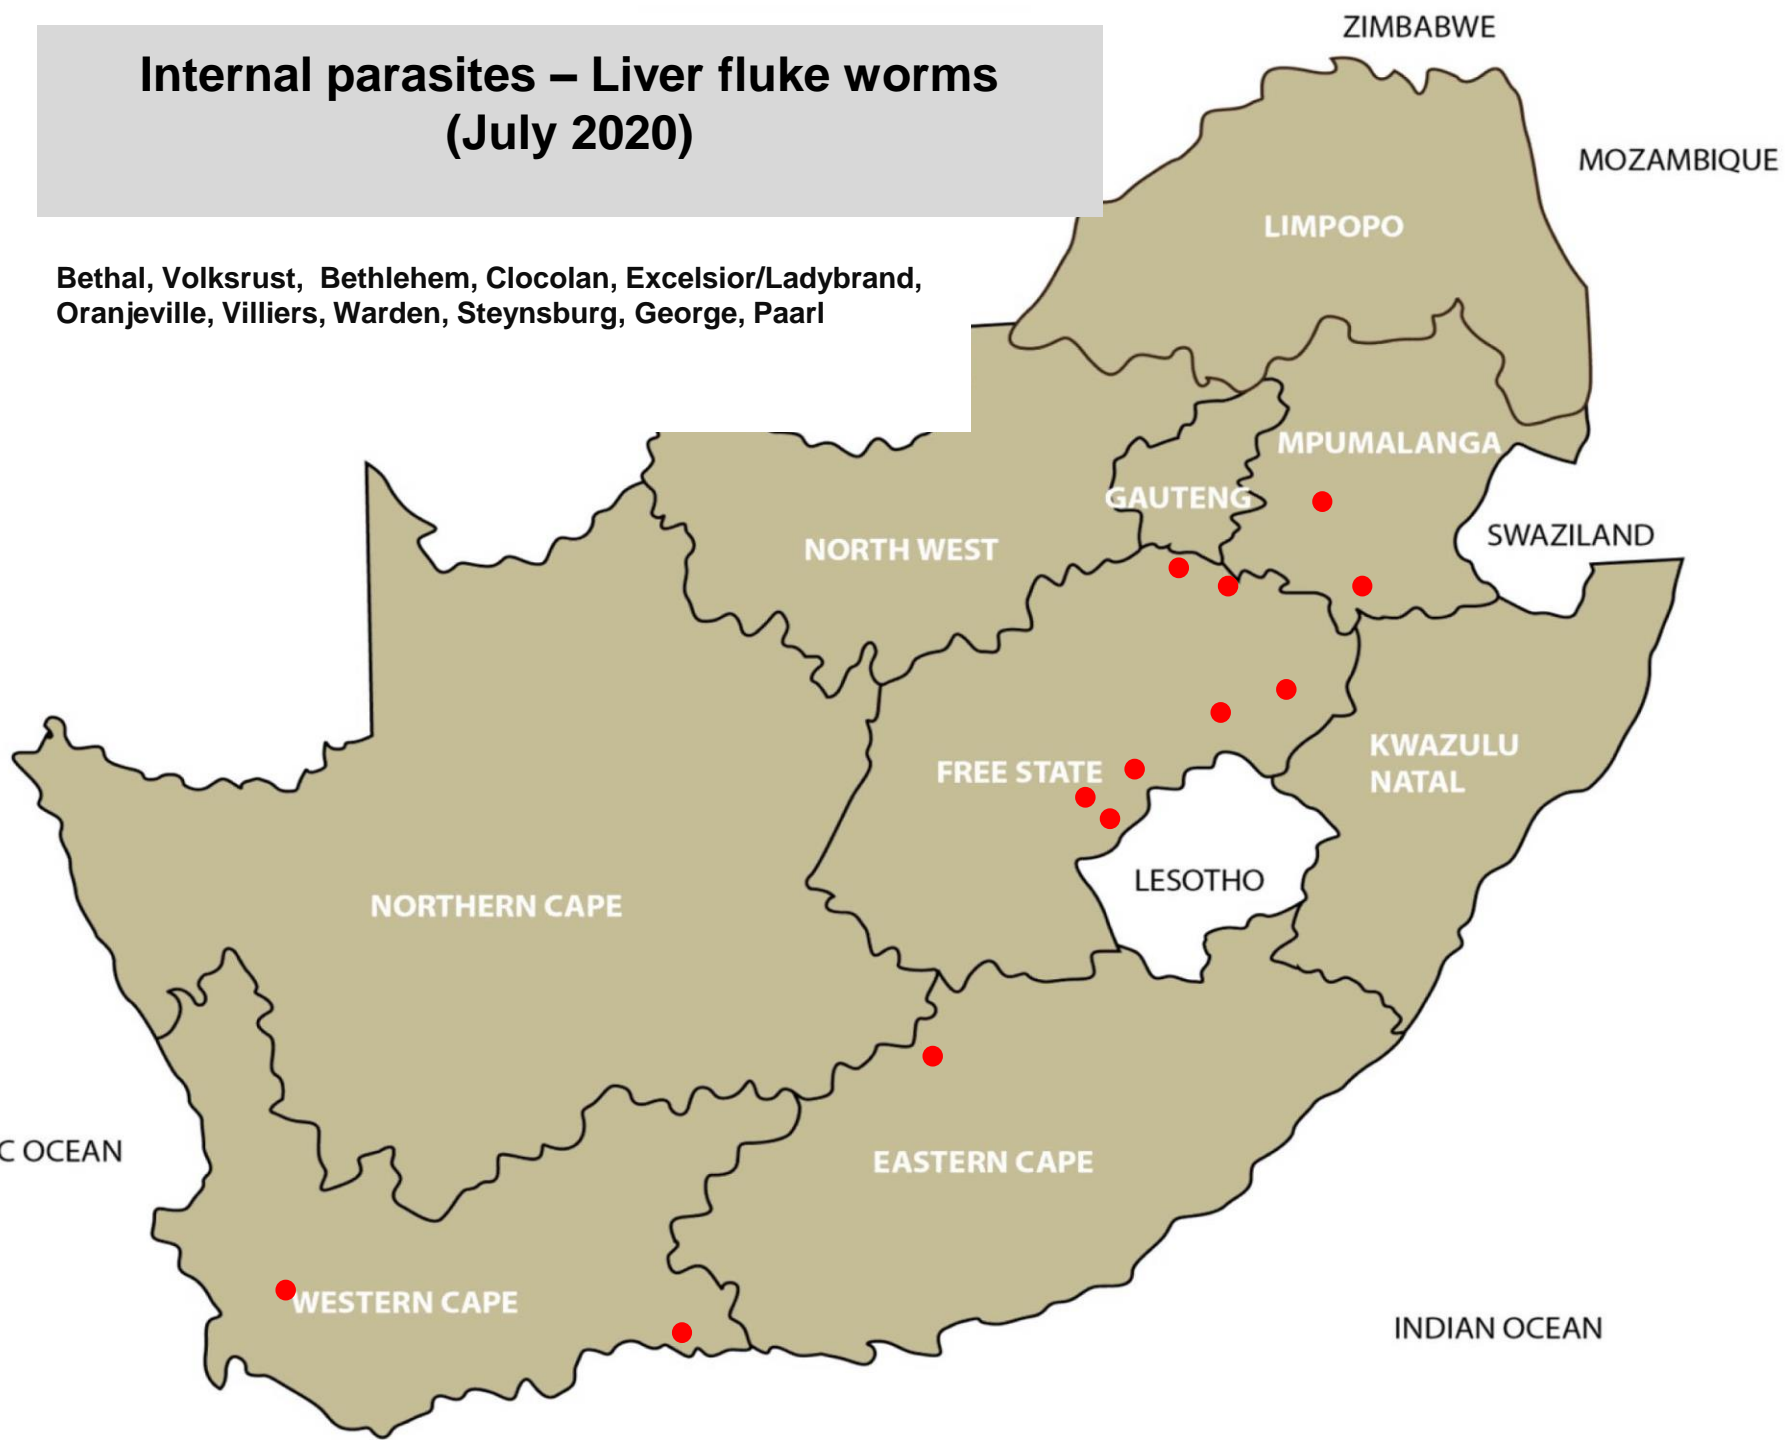 Internal parasites – Liver fluke worms
(July 2020)
Bethal, Volksrust,  Bethlehem, Clocolan, Excelsior/Ladybrand,
Oranjeville, Villiers, Warden, Steynsburg, George, Paarl
ZIMBABWE
MOZAMBIQUE
LIMPOPO
MPUMALANGA
GAUTENG
SWAZILAND
NORTH WEST
KWAZULU
NATAL
FREE STATE
LESOTHO
NORTHERN CAPE
C OCEAN
EASTERN CAPE
WESTERN CAPE
INDIAN OCEAN